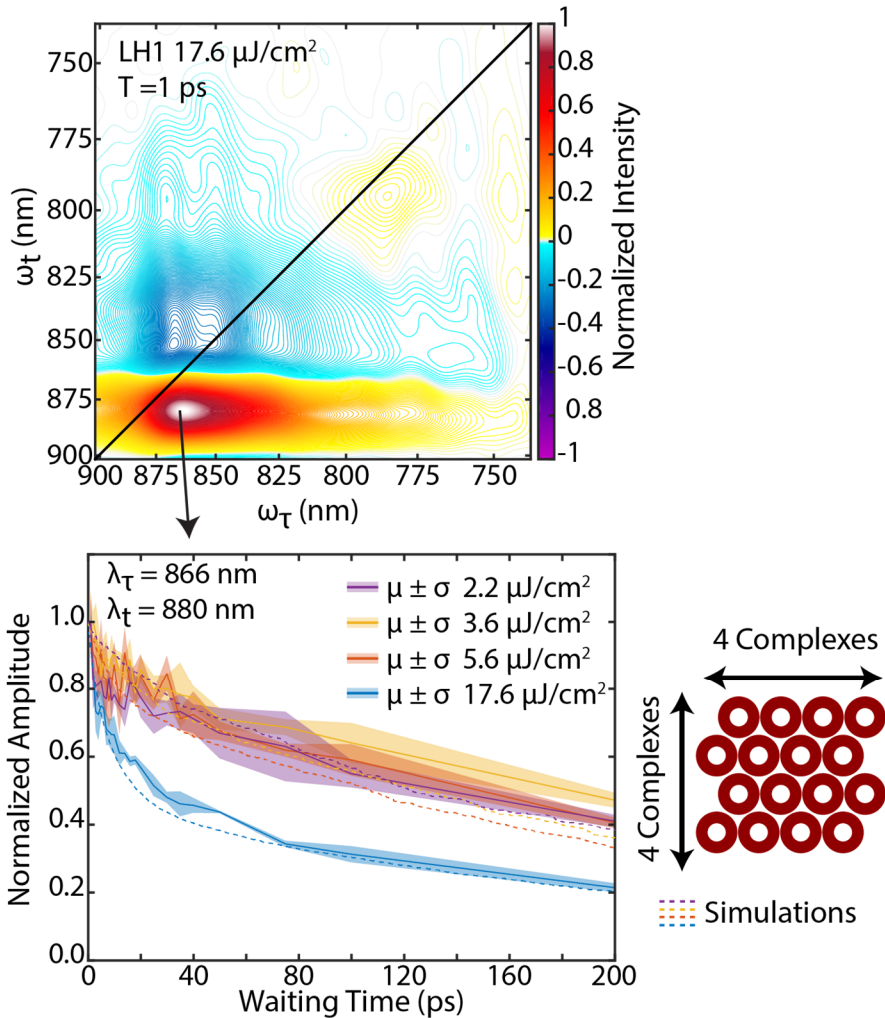 LH1 17.6 μJ/cm²
T =1 ps
ωt (nm)
750
775
800
825
850
875
900
900 875 850 825 800 775 750
ωτ (nm)
1
0.8
0.6
0.4
0.2
0
-0.2
-0.4
-0.6
0.8
-1
Normalized Intensity
λτ = 866 nm
λt = 880 nm
μ ± σ 2.2 μJ/cm²
μ ± σ 3.6 μJ/cm²
μ ± σ 5.6 μJ/cm²
μ ± σ 17.6 μJ/cm²
Normalized Amplitude
1.0
0.8
0.6
0.4
0.2
0.0
0 40 80 120 160 200
Waiting Time (ps)
4 Complexes
4 Complexes
Simulations